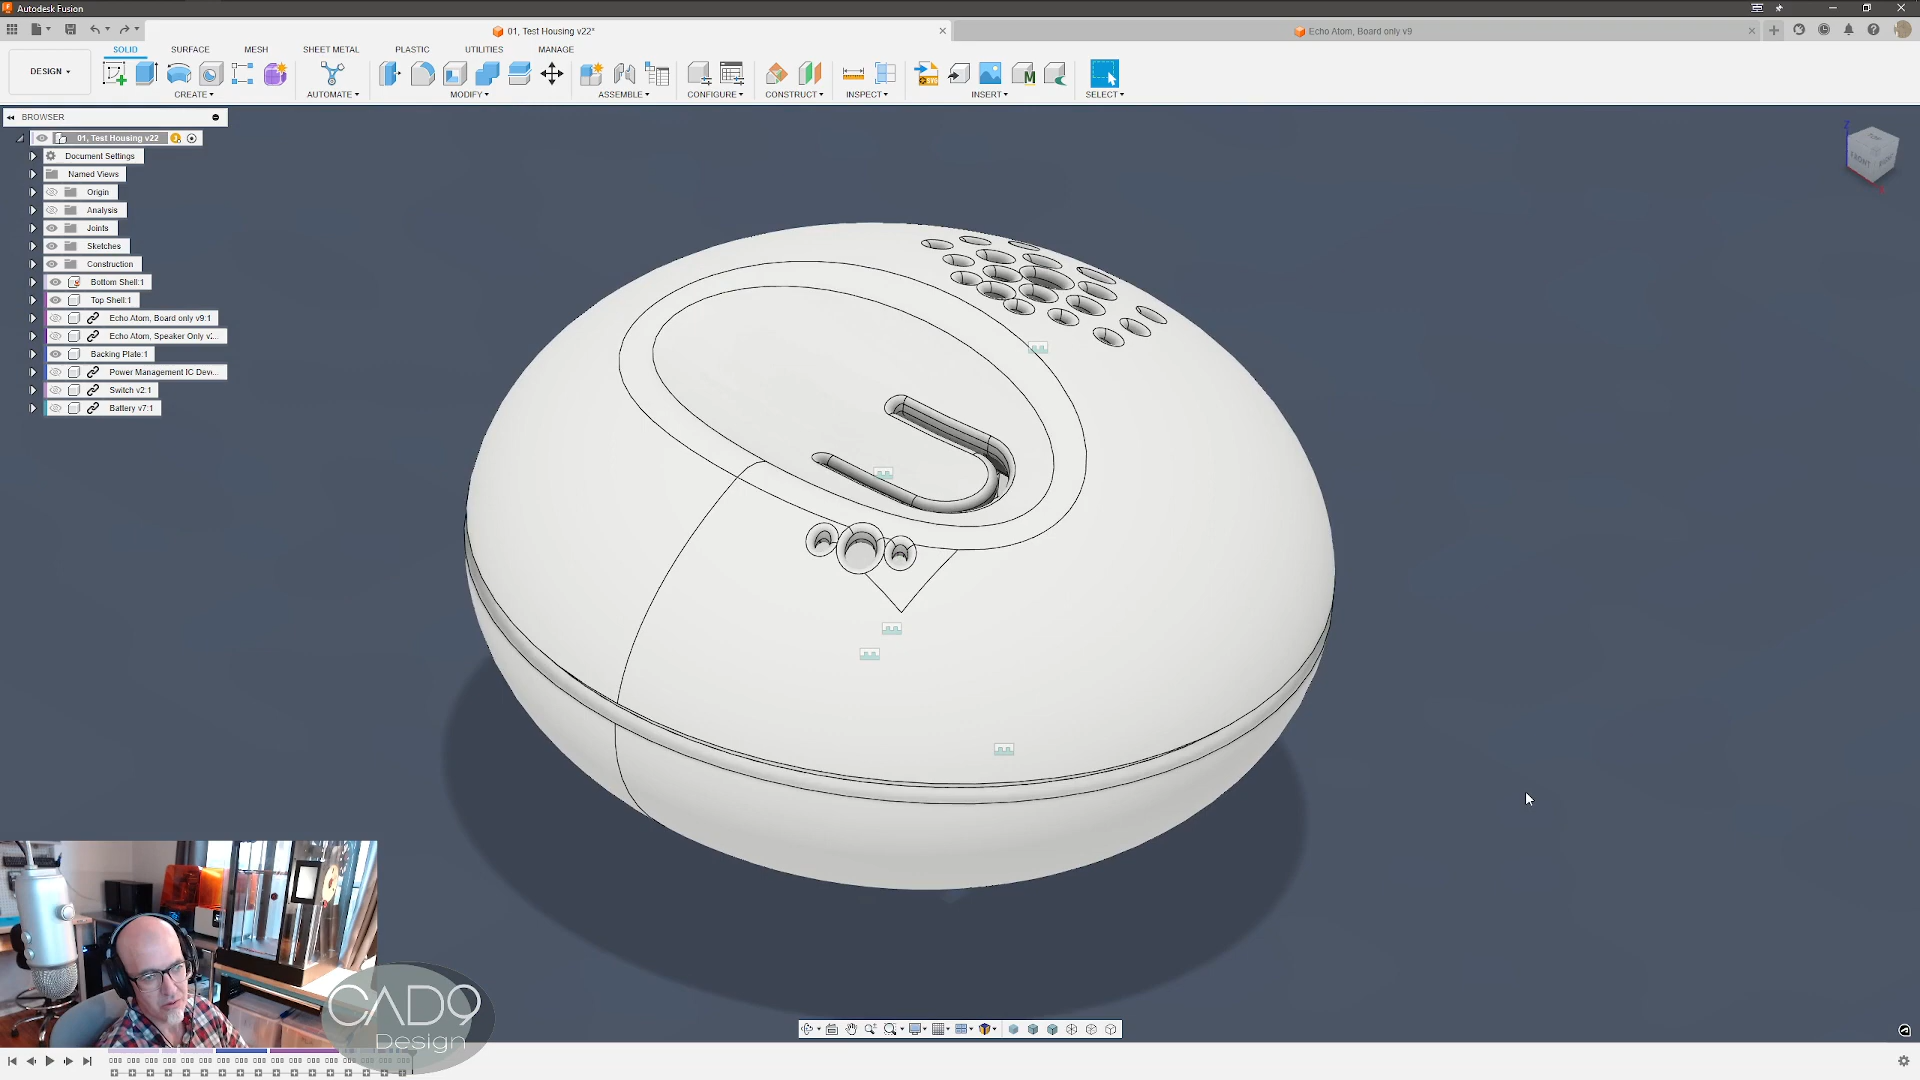 Autodesk Fusion
01, Test Housing v22*
Echo Atom, Board only v9
DESIGN
SOLID
SURFACE
MESH
SHEET METAL
PLASTIC
UTILITIES
MANAGE
CREATE
AUTOMATE
MODIFY
ASSEMBLE
CONFIGURE
CONSTRUCT
INSPECT
INSERT
SELECT
BROWSER
01, Test Housing v22
Document Settings
Named Views
Origin
Analysis
Joints
Sketches
Construction
Bottom Shell:1
Top Shell:1
Echo Atom, Board only v9:1
Echo Atom, Speaker Only v...
Backing Plate:1
Power Management IC Dev...
Switch v2:1
Battery v7:1
Z
FRONT
RIGHT
X
CAD9
Design